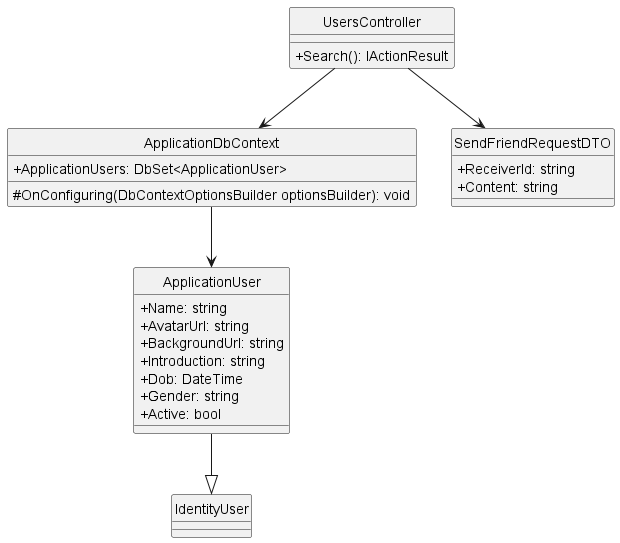 UsersController
+Search(): IActionResult
ApplicationDbContext
+ApplicationUsers: DbSet<ApplicationUser>
#OnConfiguring(DbContextOptionsBuilder optionsBuilder): void
SendFriendRequestDTO
+ReceiverId: string
+Content: string
ApplicationUser
+Name: string
+AvatarUrl: string
+BackgroundUrl: string
+Introduction: string
+Dob: DateTime
+Gender: string
+Active: bool
IdentityUser